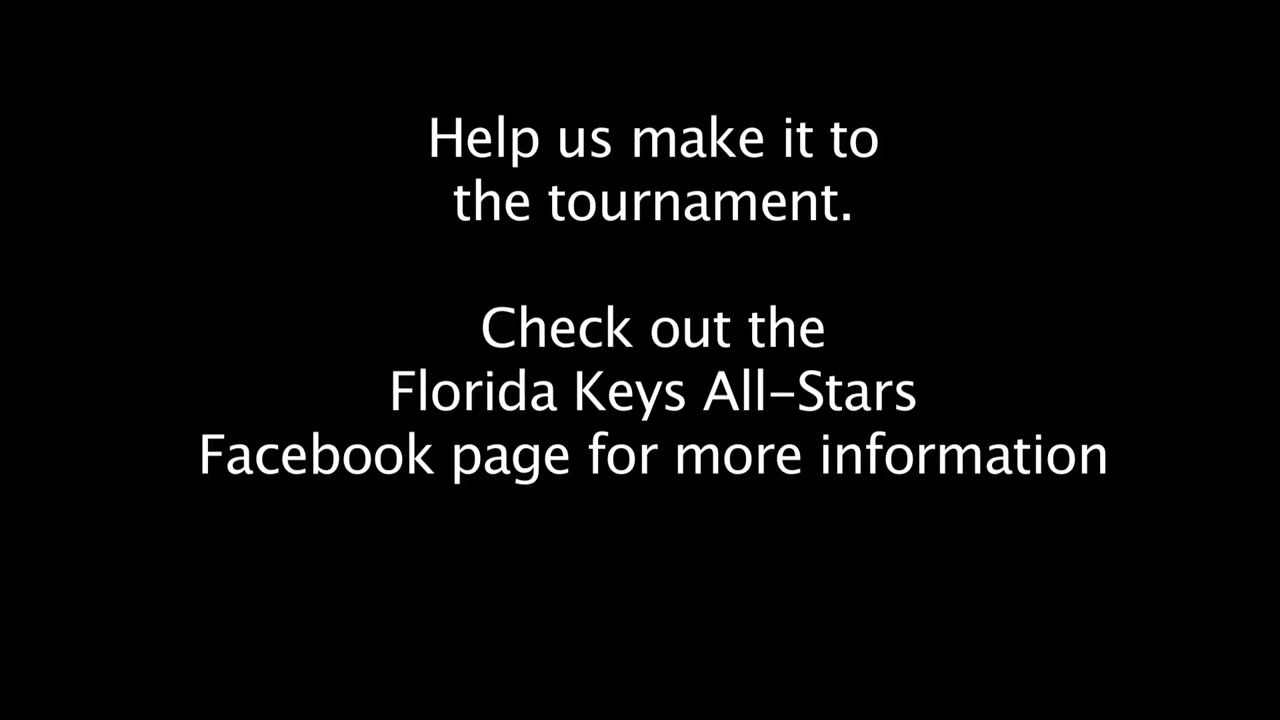 Help us make it to
the tournament.
Check out the
Florida Keys All-Stars
Facebook page for more information